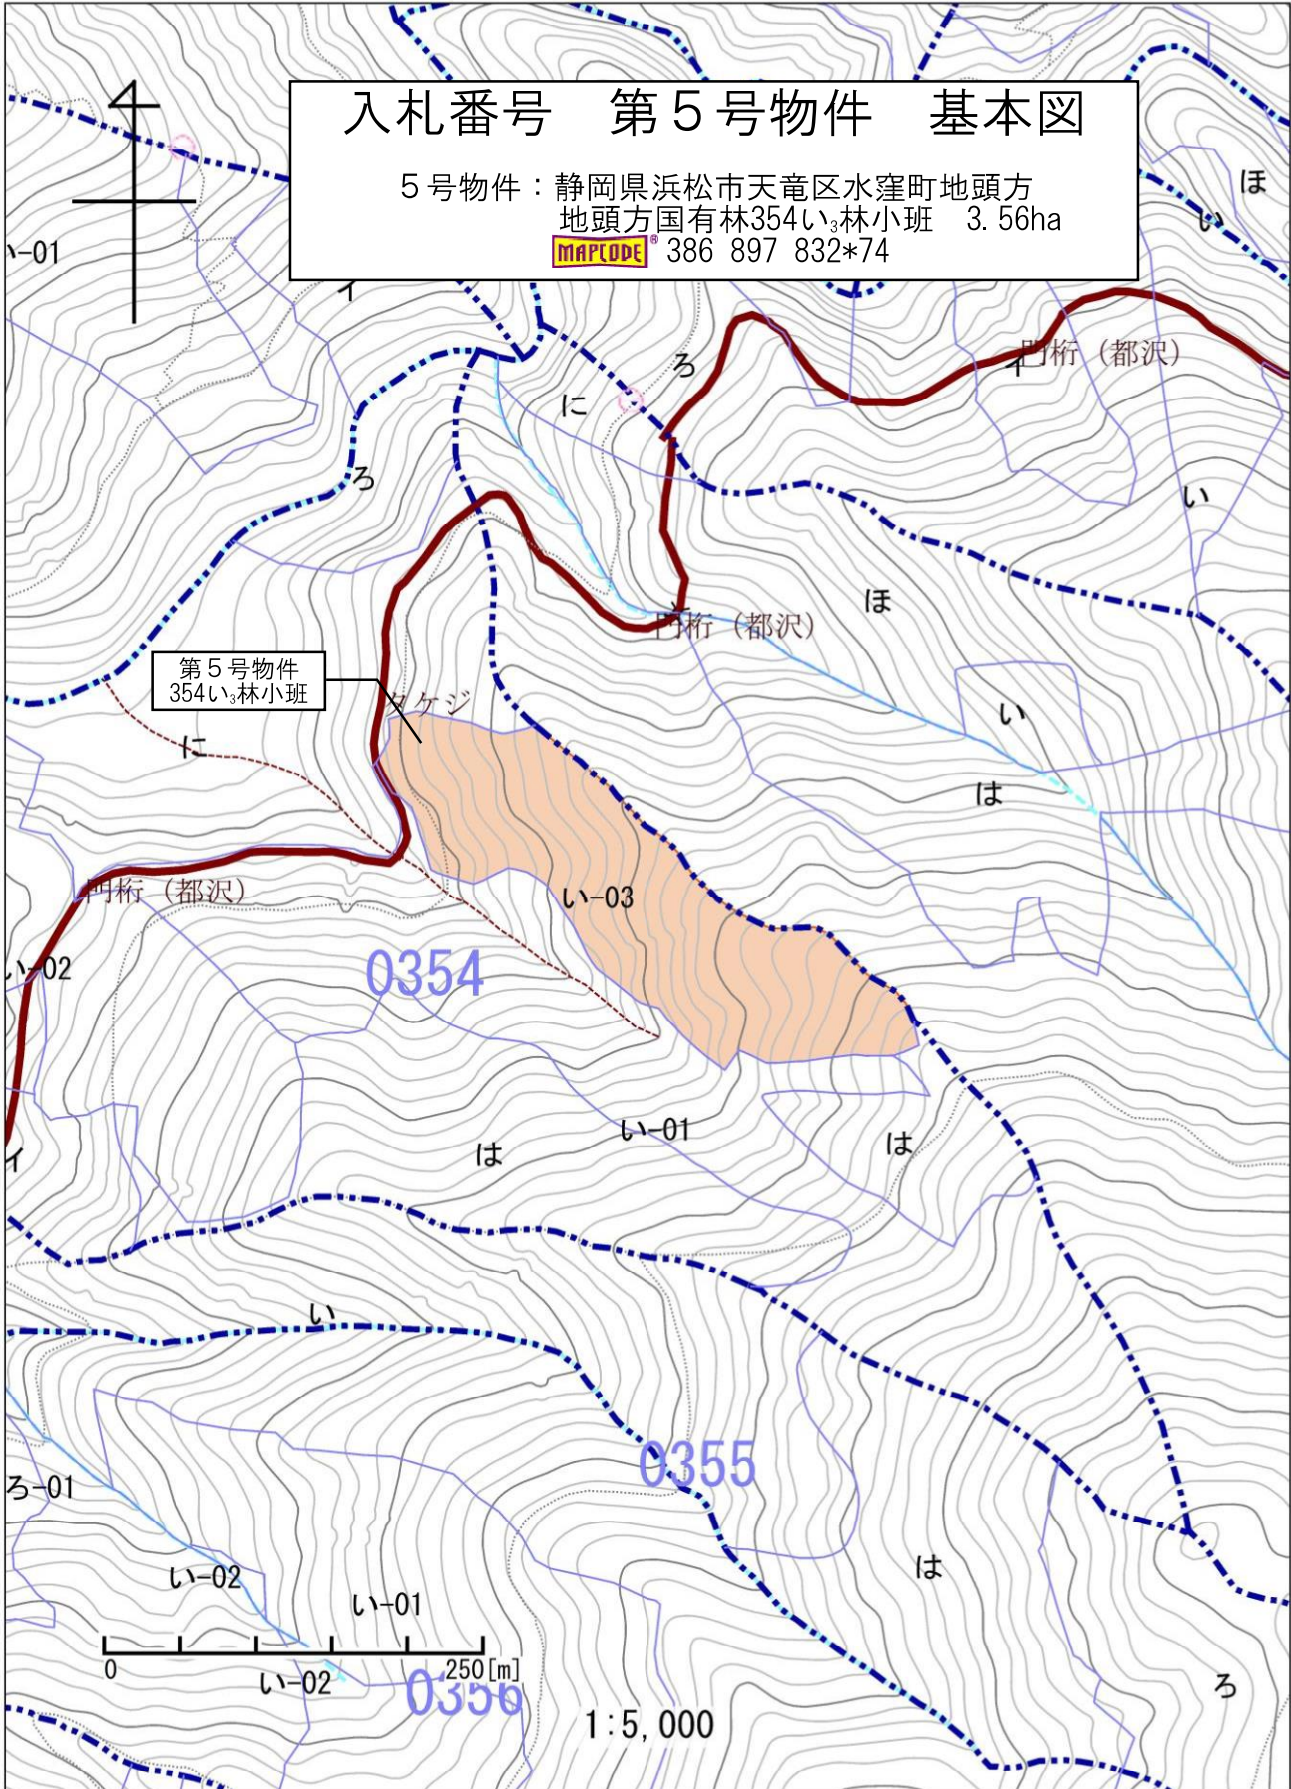 入札番号　第５号物件　基本図
５号物件：静岡県浜松市天竜区水窪町地頭方
地頭方国有林354い₃林小班　3.56ha
MAPCODE® 386 897 832*74
ほ
い
い-01
イ
門桁（都沢）
イ
ろ
に
ろ
い
ほ
門桁（都沢）
第５号物件
354い₃林小班
タケジ
い
に
は
門桁（都沢）
い-03
い-02
0354
い-01
は
は
イ
い
0355
ろ-01
は
い-02
い-01
0
250[m]
い-02
0356
ろ
1:5,000